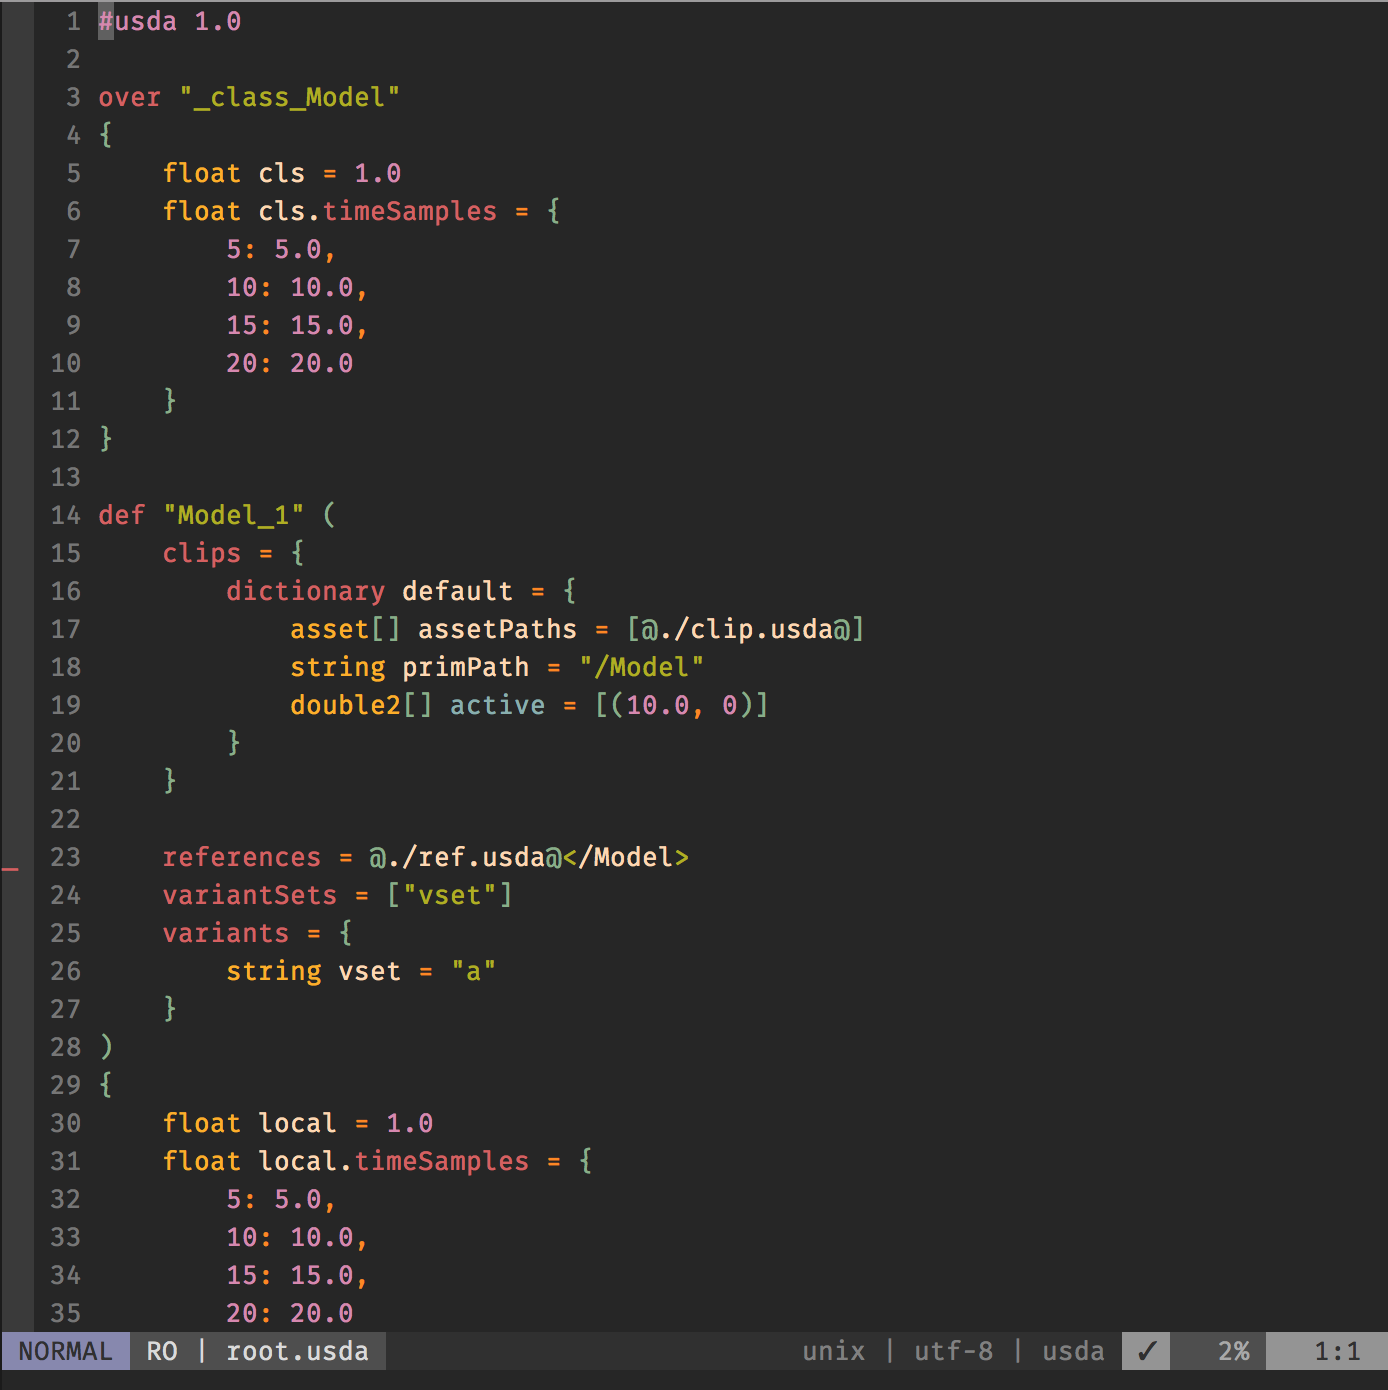 1 #usda 1.0
2
3 over "_class_Model"
4 {
5     float cls = 1.0
6     float cls.timeSamples = {
7         5: 5.0,
8         10: 10.0,
9         15: 15.0,
10         20: 20.0
11     }
12 }
13
14 def "Model_1" (
15     clips = {
16         dictionary default = {
17             asset[] assetPaths = [@./clip.usda@]
18             string primPath = "/Model"
19             double2[] active = [(10.0, 0)]
20         }
21     }
22
23     references = @./ref.usda@</Model>
24     variantSets = ["vset"]
25     variants = {
26         string vset = "a"
27     }
28 )
29 {
30     float local = 1.0
31     float local.timeSamples = {
32         5: 5.0,
33         10: 10.0,
34         15: 15.0,
35         20: 20.0
NORMAL RO | root.usda unix | utf-8 | usda ✓ 2% 1:1